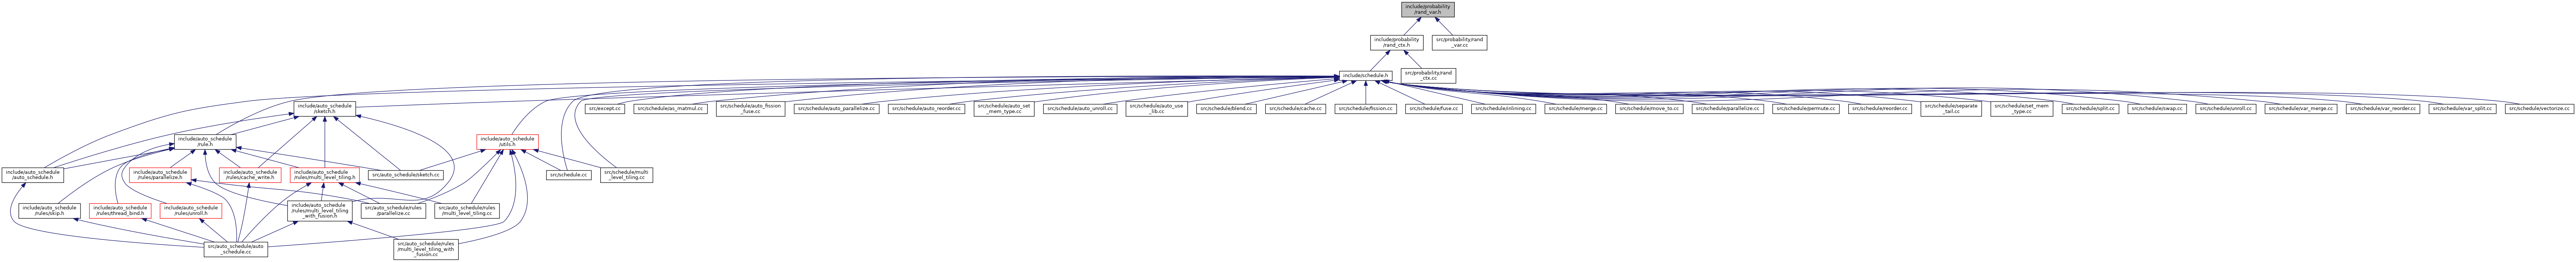 include/probability
/rand_var.h
include/probability
/rand_ctx.h
src/probability/rand
_var.cc
include/schedule.h
src/probability/rand
_ctx.cc
include/auto_schedule
/sketch.h
src/except.cc
src/schedule/as_matmul.cc
src/schedule/auto_fission
_fuse.cc
src/schedule/auto_parallelize.cc
src/schedule/auto_reorder.cc
src/schedule/auto_set
_mem_type.cc
src/schedule/auto_unroll.cc
src/schedule/auto_use
_lib.cc
src/schedule/blend.cc
src/schedule/cache.cc
src/schedule/fission.cc
src/schedule/fuse.cc
src/schedule/inlining.cc
src/schedule/merge.cc
src/schedule/move_to.cc
src/schedule/parallelize.cc
src/schedule/permute.cc
src/schedule/reorder.cc
src/schedule/separate
_tail.cc
src/schedule/set_mem
_type.cc
src/schedule/split.cc
src/schedule/swap.cc
src/schedule/unroll.cc
src/schedule/var_merge.cc
src/schedule/var_reorder.cc
src/schedule/var_split.cc
src/schedule/vectorize.cc
include/auto_schedule
/rule.h
include/auto_schedule
/utils.h
include/auto_schedule
/auto_schedule.h
include/auto_schedule
/rules/parallelize.h
include/auto_schedule
/rules/cache_write.h
include/auto_schedule
/rules/multi_level_tiling.h
src/auto_schedule/sketch.cc
src/schedule.cc
src/schedule/multi
_level_tiling.cc
include/auto_schedule
/rules/skip.h
include/auto_schedule
/rules/thread_bind.h
include/auto_schedule
/rules/unroll.h
include/auto_schedule
/rules/multi_level_tiling
_with_fusion.h
src/auto_schedule/rules
/parallelize.cc
src/auto_schedule/rules
/multi_level_tiling.cc
src/auto_schedule/auto
_schedule.cc
src/auto_schedule/rules
/multi_level_tiling_with
_fusion.cc